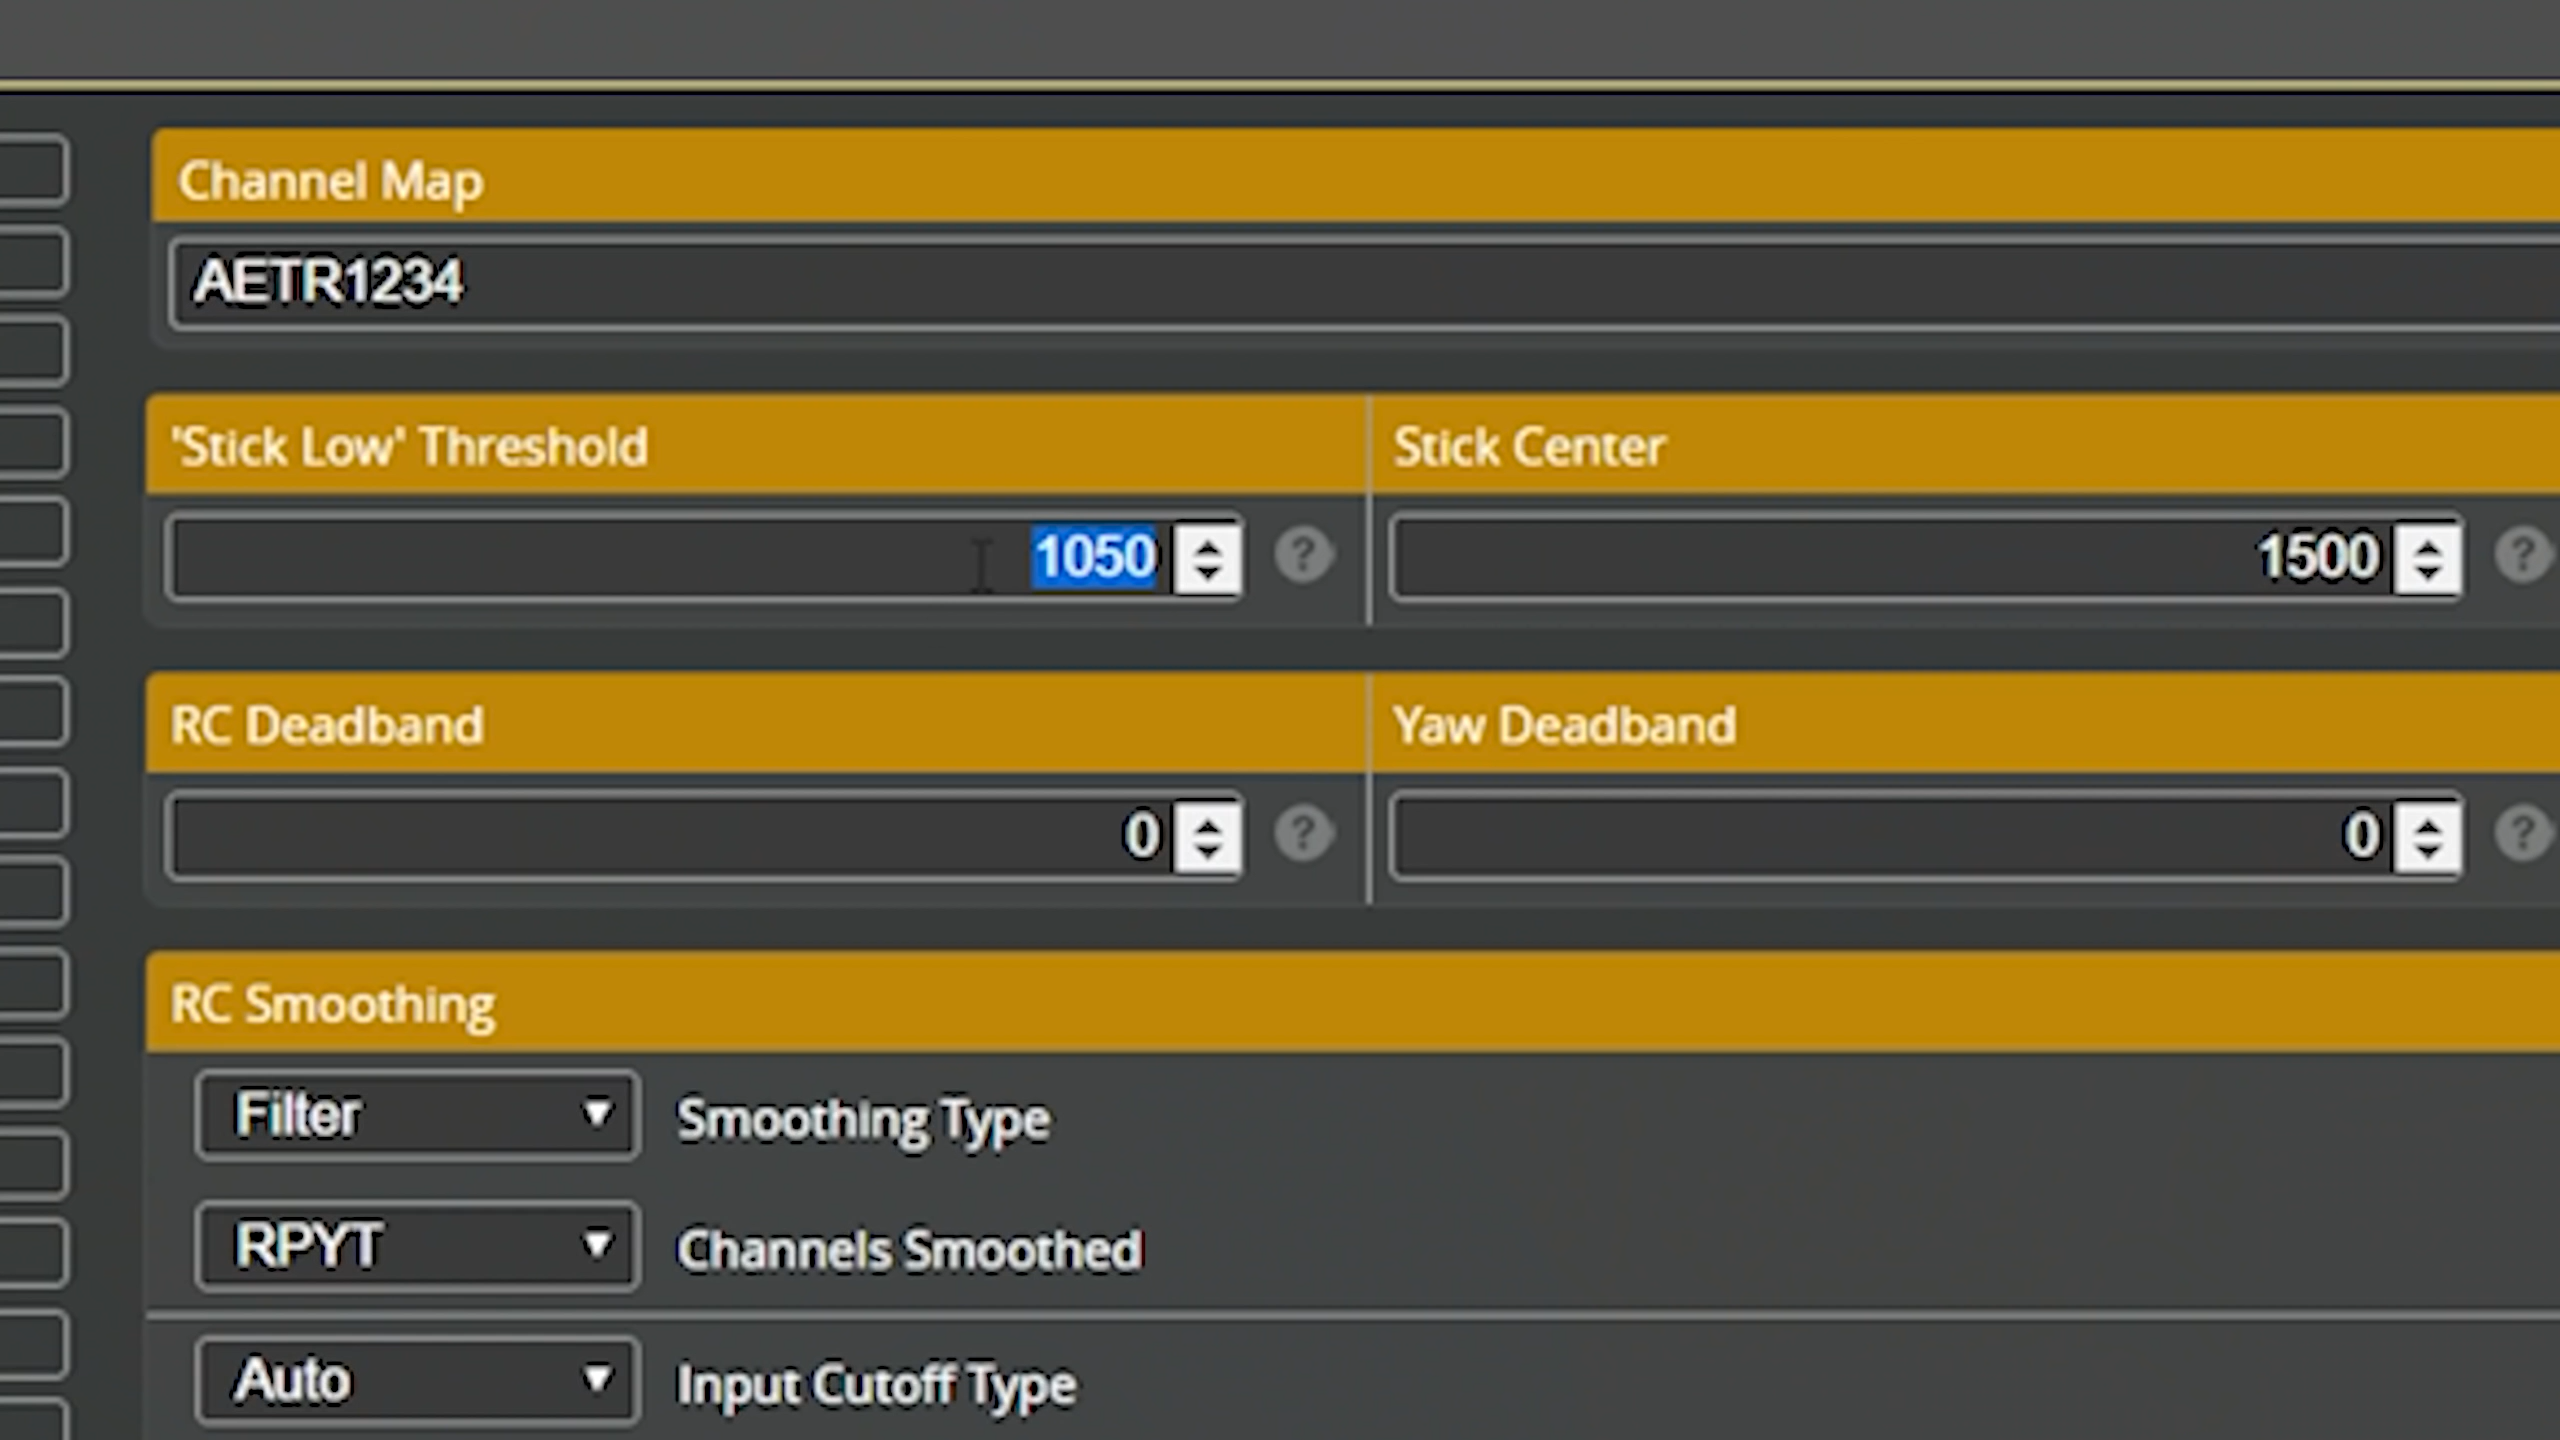 Channel Map
AETR1234
'Stick Low' Threshold
Stick Center
1050
?
1500
?
RC Deadband
Yaw Deadband
0
?
0
?
RC Smoothing
Filter
Smoothing Type
RPYT
Channels Smoothed
Auto
Input Cutoff Type